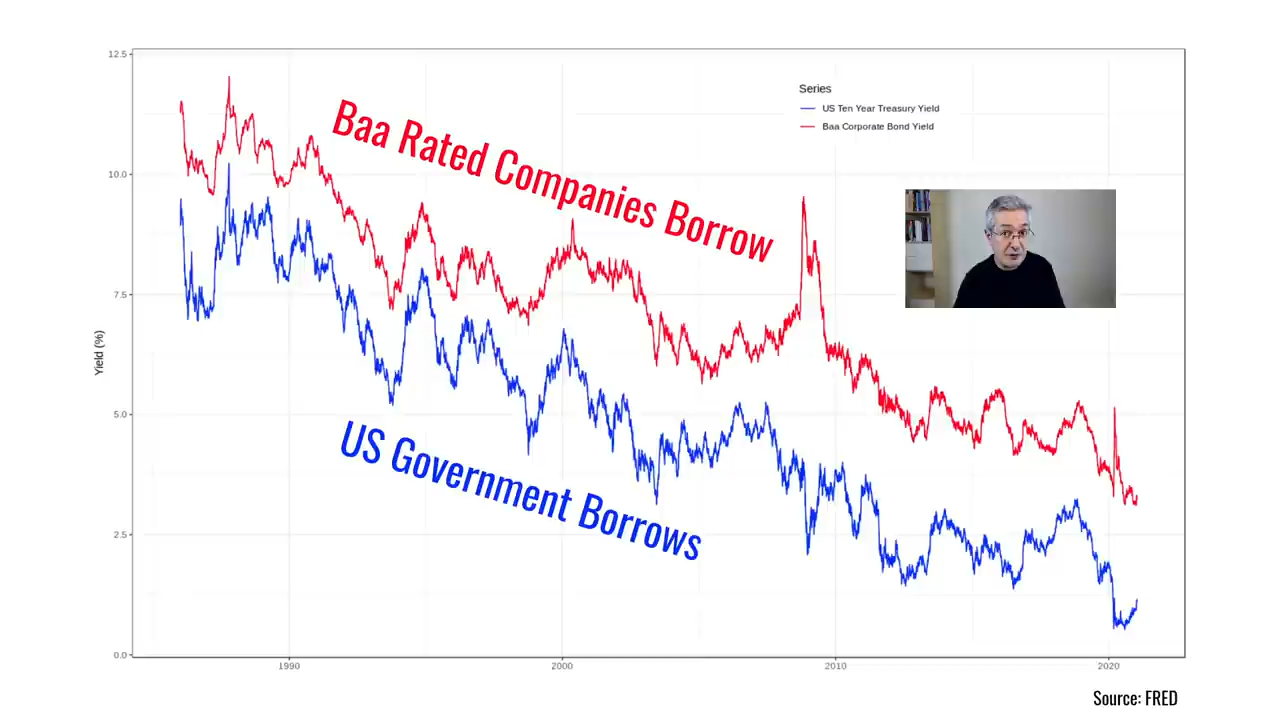 12.5
10.0
7.5
5.0
2.5
0.0
Yield (%)
1990
2000
2010
2020
Series
US Ten Year Treasury Yield
Baa Corporate Bond Yield
Baa Rated Companies Borrow
US Government Borrows
Source: FRED